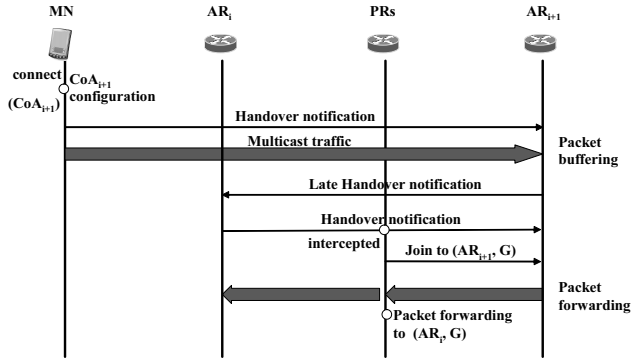 MN
ARi
PRs
ARi+1
connect
(CoAi+1)
CoAi+1
configuration
Handover notification
Multicast traffic
Packet
buffering
Late Handover notification
Handover notification
intercepted
Join to (ARi+1, G)
Packet
forwarding
Packet forwarding
to (ARi, G)